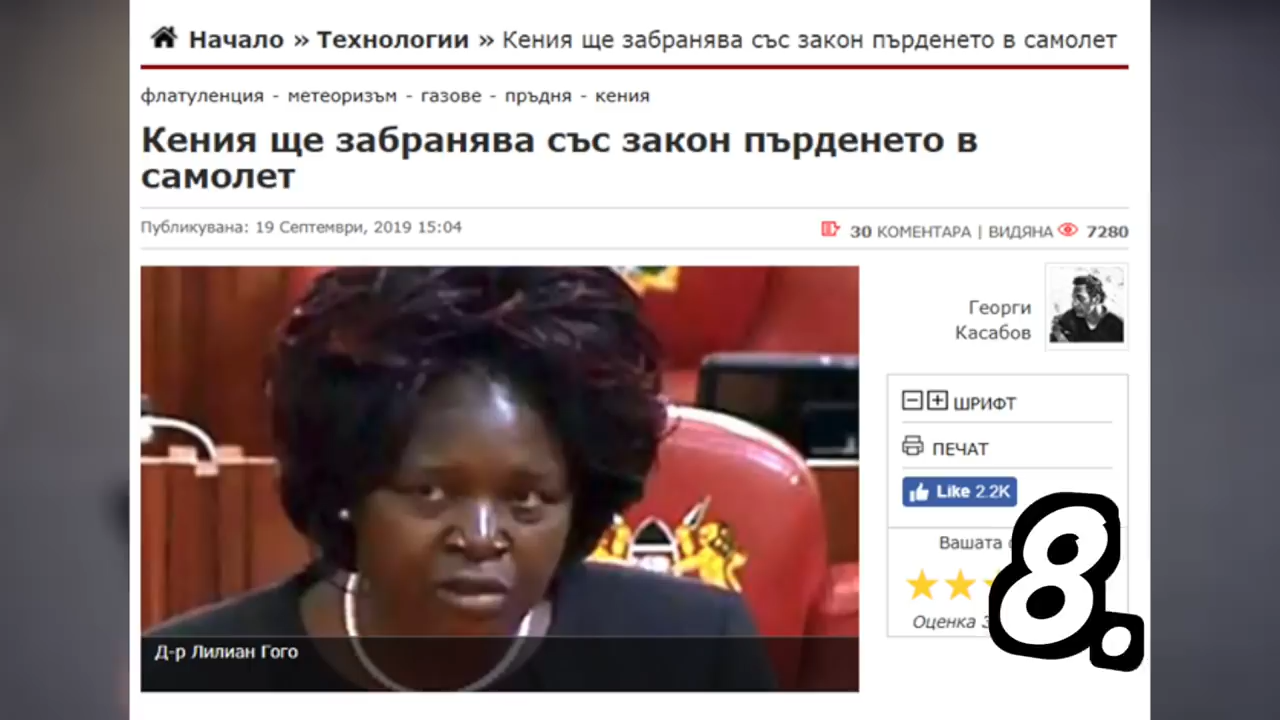 Начало » Технологии » Кения ще забранява със закон пърденето в самолет
флатуленция - метеоризъм - газове - пръдня - кения
Кения ще забранява със закон пърденето в
самолет
Публикувана: 19 Септември, 2019 15:04
30 КОМЕНТАРА | ВИДЯНА 7280
Георги
Касабов
ШРИФТ
ПЕЧАТ
Like 2.2K
Вашата
Оценка
8.
Д-р Лилиан Гого